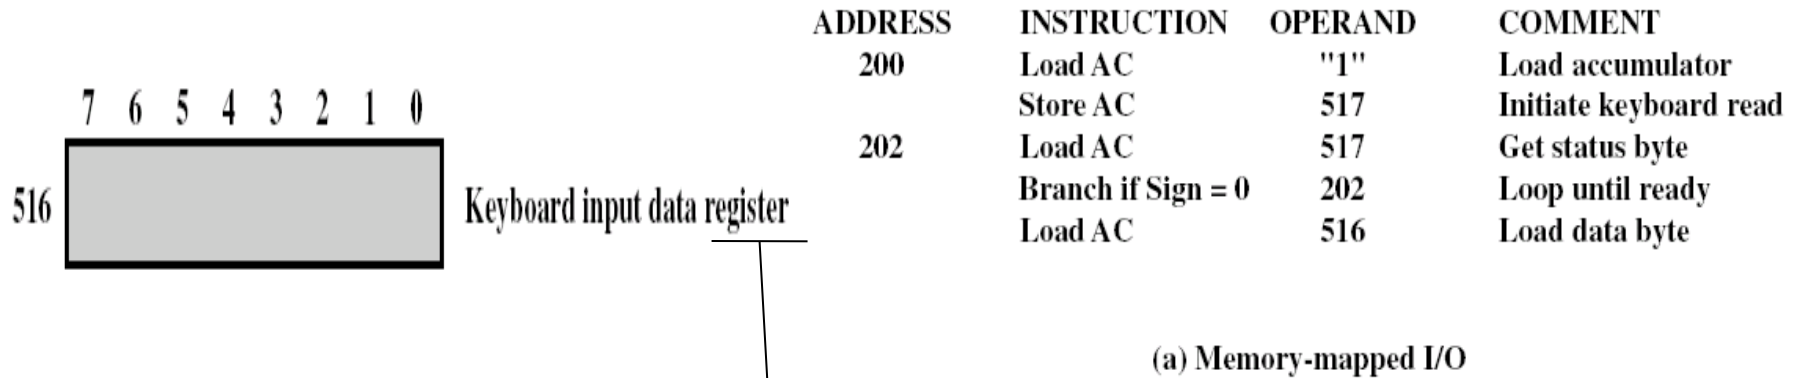 7 6 5 4 3 2 1 0
516 Keyboard input data register
ADDRESS INSTRUCTION OPERAND COMMENT
200 Load AC "1" Load accumulator
Store AC 517 Initiate keyboard read
202 Load AC 517 Get status byte
Branch if Sign = 0 202 Loop until ready
Load AC 516 Load data byte
(a) Memory-mapped I/O